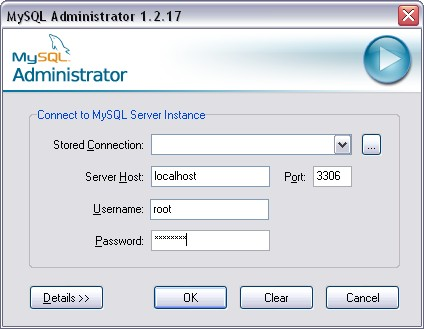 MySQL Administrator 1.2.17
MySQL
Administrator
Connect to MySQL Server Instance
Stored Connection: ...
Server Host: localhost Port: 3306
Username: root
Password: ********
Details >> OK Clear Cancel